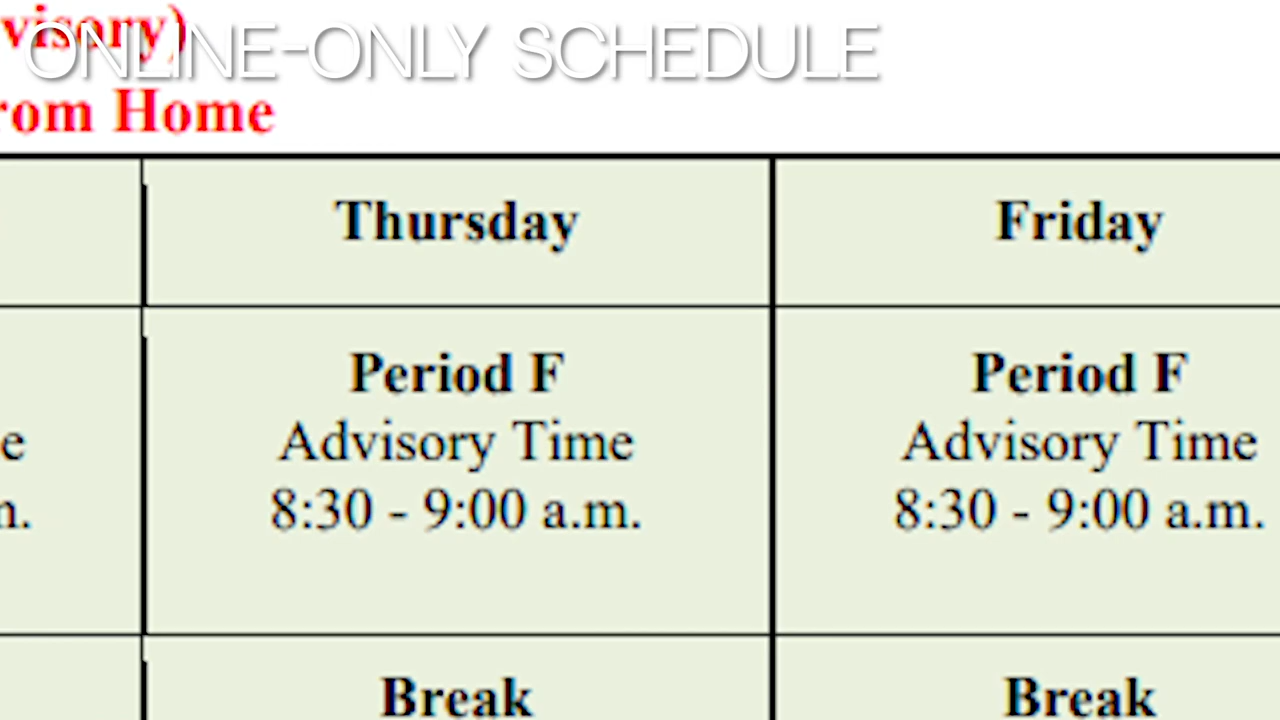 visory)
ONLINE-ONLY SCHEDULE
rom Home
Thursday
Friday
Period F
Advisory Time
8:30 - 9:00 a.m.
Period F
Advisory Time
8:30 - 9:00 a.m.
e
m.
Break
Break